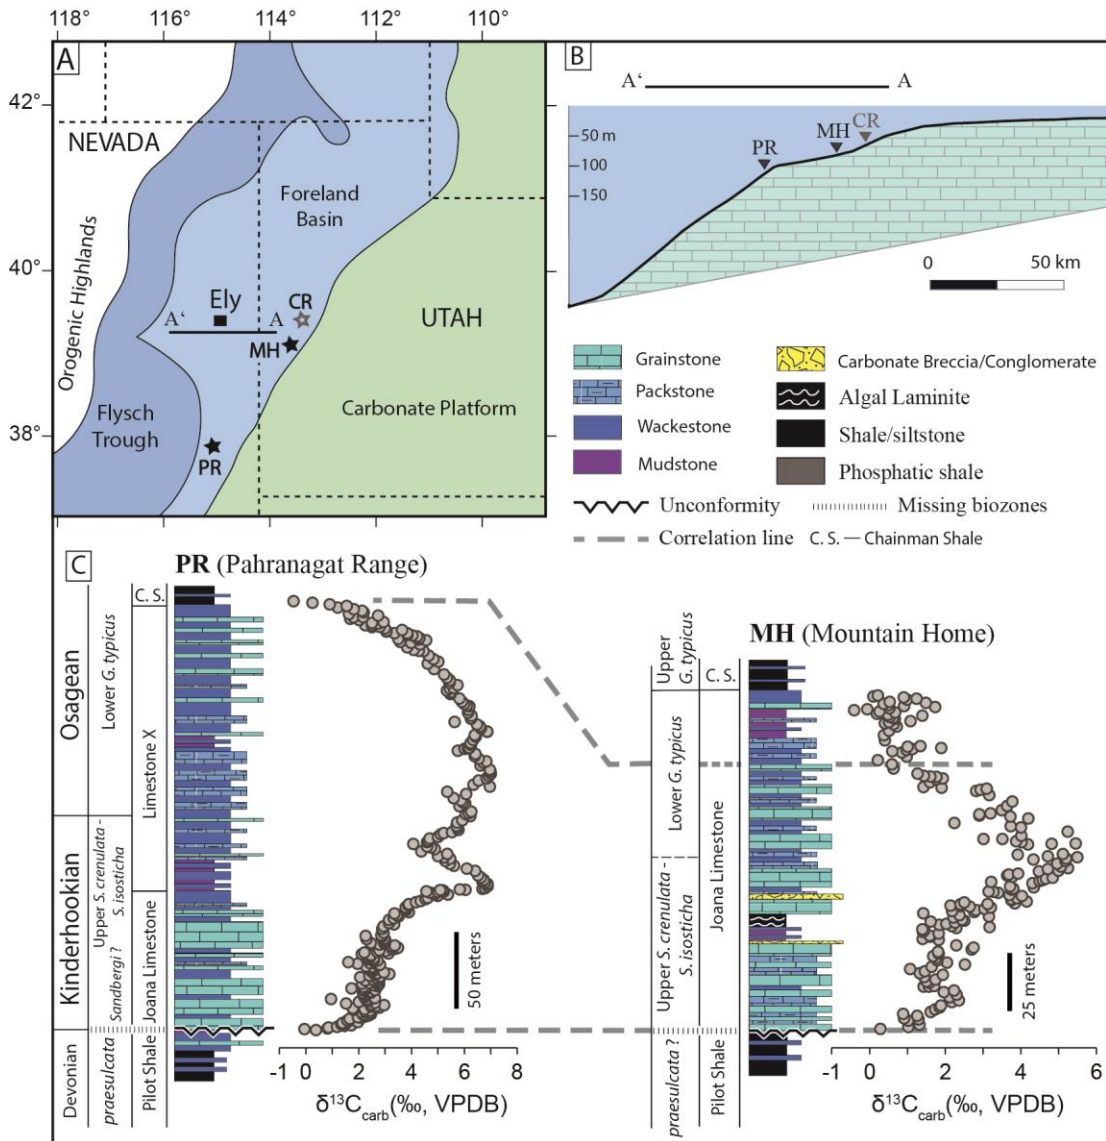 118° 116° 114° 112° 110°
A
42°
40°
38°
NEVADA
Foreland
Basin
Orogenic Highlands
Ely
CR
A' A
MH
UTAH
Flysch
Trough
Carbonate Platform
PR
B
A' A
50 m
100
150
PR
MH
CR
0 50 km
Grainstone
Packstone
Wackestone
Mudstone
Carbonate Breccia/Conglomerate
Algal Laminite
Shale/siltstone
Phosphatic shale
Unconformity
Missing biozones
Correlation line
C. S. — Chainman Shale
C
PR (Pahranagat Range)
Osagean
Kinderhookian
Devonian
Lower G. typicus
Upper S. crenulata -
S. isosticha
Sandbergi ?
praesulcata
C. S.
Limestone X
Joana Limestone
Pilot Shale
50 meters
-1 0 2 4 6 8
δ13Ccarb(‰, VPDB)
MH (Mountain Home)
Upper
G. typicus
Lower G. typicus
Upper S. crenulata -
S. isosticha
praesulcata ?
C. S.
Joana Limestone
Pilot Shale
25 meters
-1 0 2 4 6
δ13Ccarb(‰, VPDB)